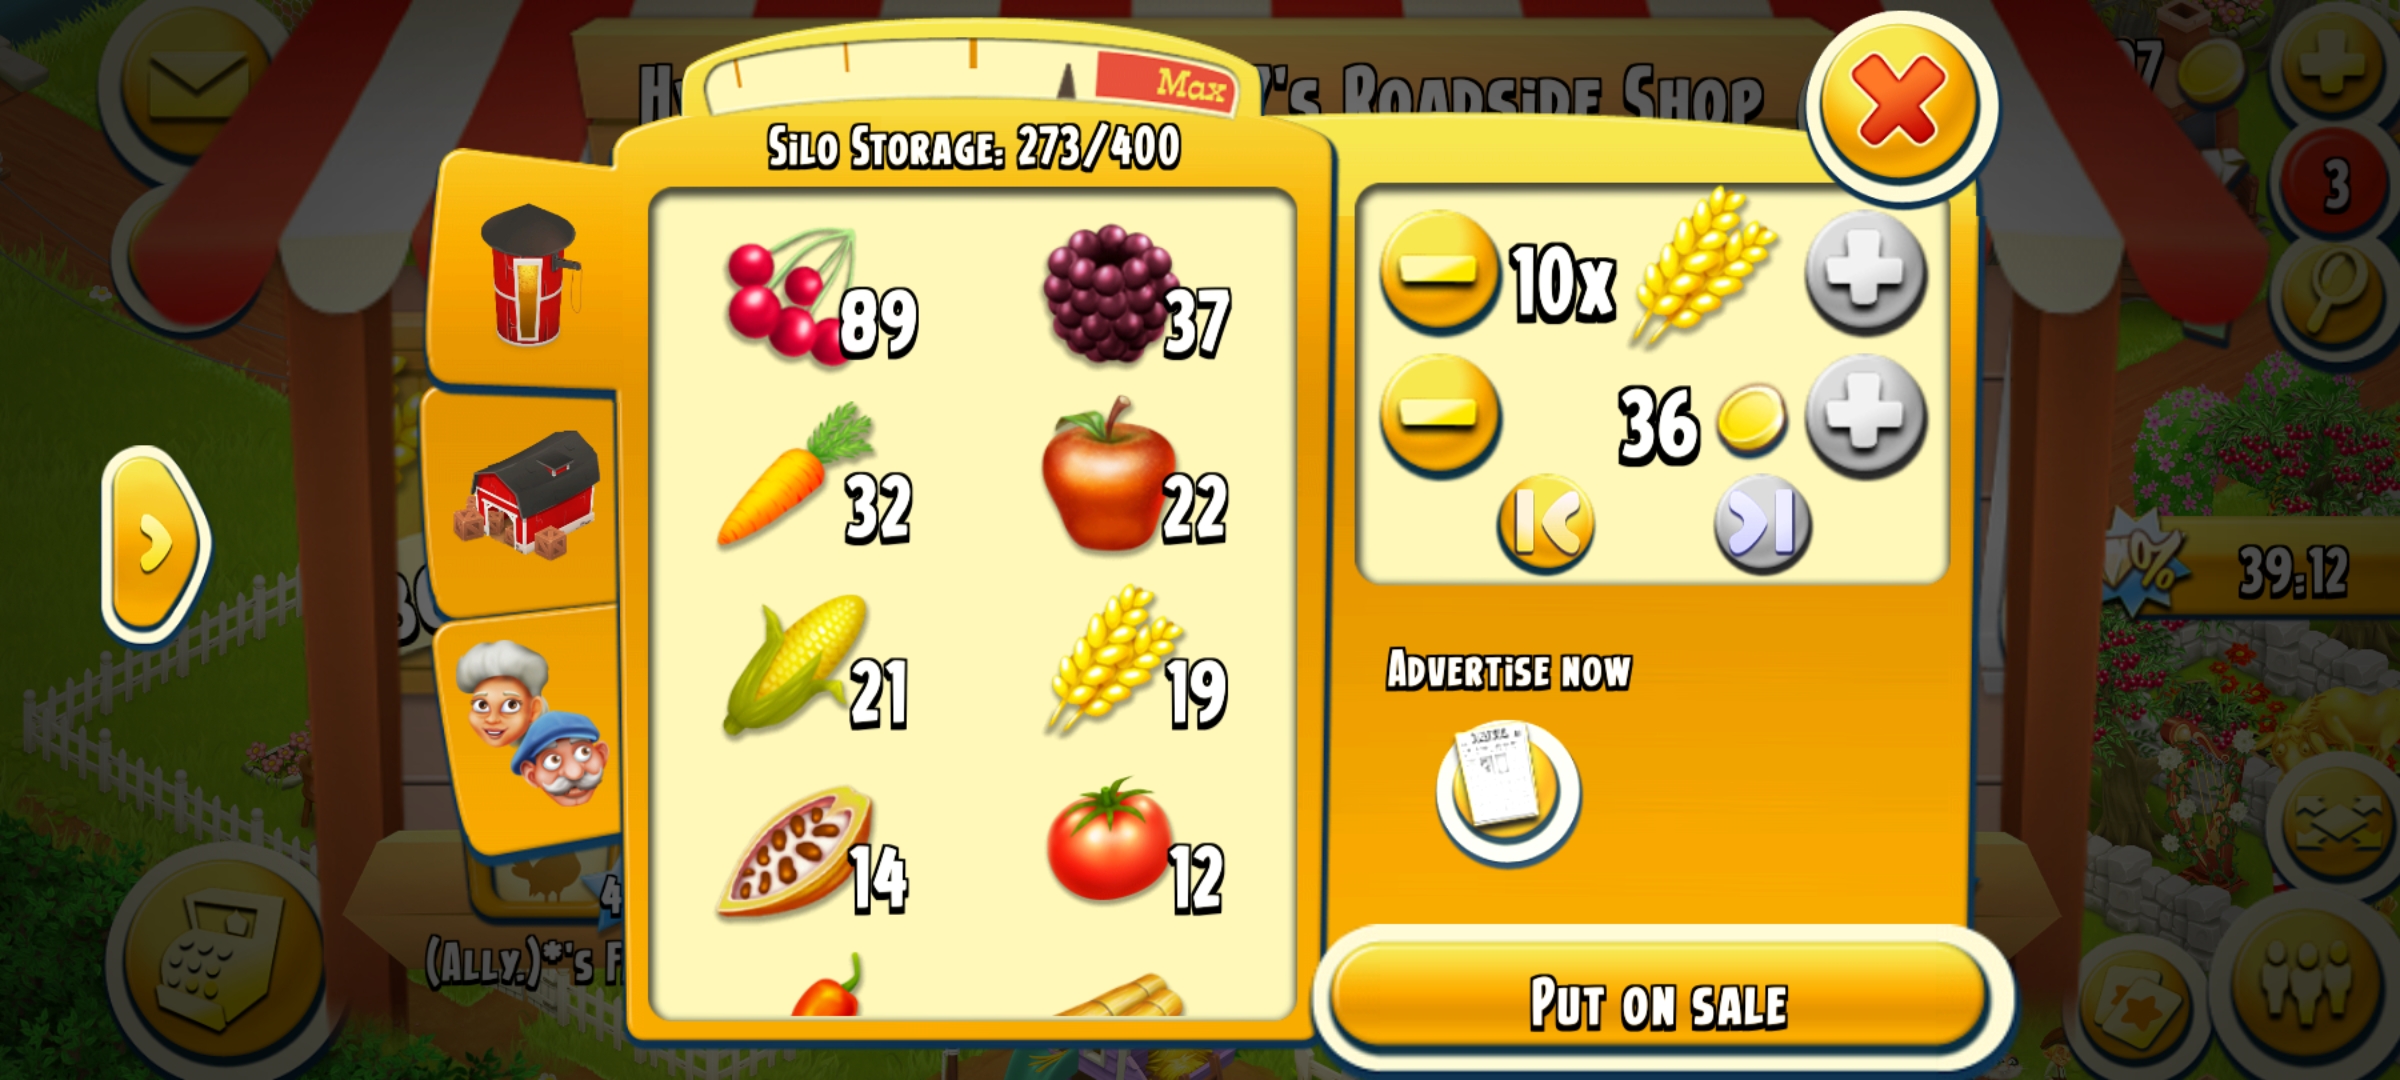 's Roadside Shop
Max
Silo Storage: 273/400
89
37
10x
3
32
22
36
21
19
39:12
Advertise now
14
12
(Ally.)*'s F
Put on sale